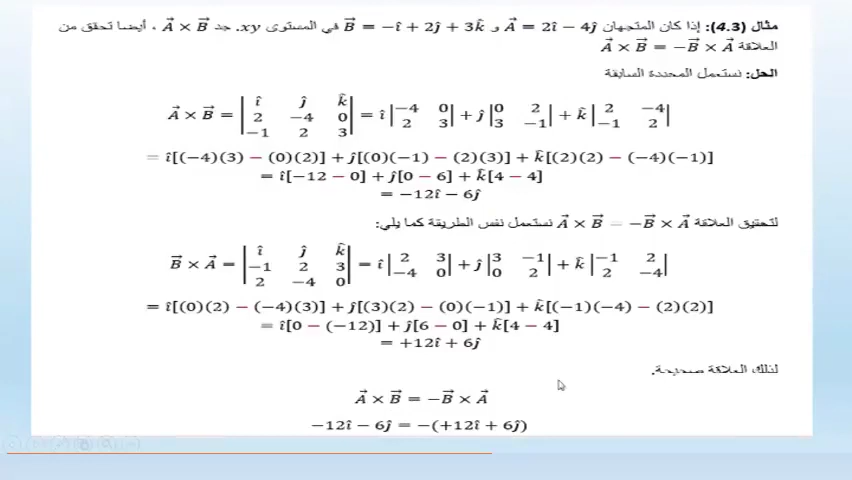 مثال (4.3): إذا كان المتجهان A⃗ = 2î − 4ĵ و B⃗ = −î + 2ĵ + 3k̂ في المستوى xy. جد A⃗ × B⃗ ، أيضا تحقق من
العلاقة A⃗ × B⃗ = −B⃗ × A⃗
الحل: نستعمل المحددة السابقة
A⃗ × B⃗ = |î ĵ k̂; 2 −4 0; −1 2 3| = î |−4 0; 2 3| + ĵ |0 2; 3 −1| + k̂ |2 −4; −1 2|
= î[(−4)(3) − (0)(2)] + ĵ[(0)(−1) − (2)(3)] + k̂[(2)(2) − (−4)(−1)]
= î[−12 − 0] + ĵ[0 − 6] + k̂[4 − 4]
= −12î − 6ĵ
لتحقيق العلاقة A⃗ × B⃗ = −B⃗ × A⃗ نستعمل نفس الطريقة كما يلي:
B⃗ × A⃗ = |î ĵ k̂; −1 2 3; 2 −4 0| = î |2 3; −4 0| + ĵ |3 −1; 0 2| + k̂ |−1 2; 2 −4|
= î[(0)(2) − (−4)(3)] + ĵ[(3)(2) − (0)(−1)] + k̂[(−1)(−4) − (2)(2)]
= î[0 − (−12)] + ĵ[6 − 0] + k̂[4 − 4]
= +12î + 6ĵ
لذلك العلاقة صحيحة.
A⃗ × B⃗ = −B⃗ × A⃗
−12î − 6ĵ = −(+12î + 6ĵ)